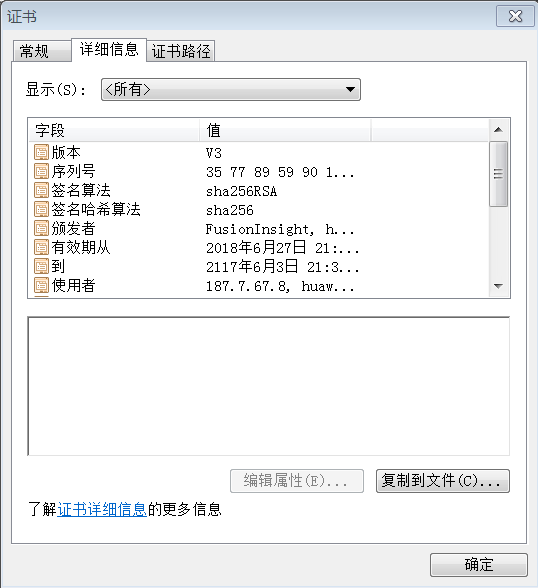 证书
常规 详细信息 证书路径
显示(S): <所有>
字段 值
版本 V3
序列号 35 77 89 59 90 1...
签名算法 sha256RSA
签名哈希算法 sha256
颁发者 FusionInsight, h...
有效期从 2018年6月27日 21:...
到 2117年6月3日 21:3...
使用者 187.7.67.8, huaw...
编辑属性(E)... 复制到文件(C)...
了解证书详细信息的更多信息
确定